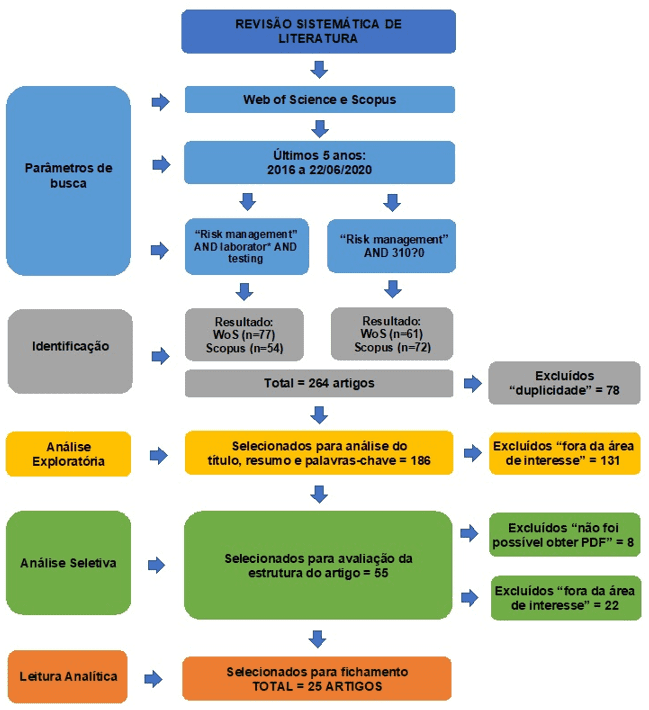 REVISÃO SISTEMÁTICA DE
LITERATURA
Parâmetros de
busca
Web of Science e Scopus
Últimos 5 anos:
2016 a 22/06/2020
“Risk management”
AND laborator* AND
testing
“Risk management”
AND 310?0
Identificação
Resultado:
WoS (n=77)
Scopus (n=54)
Resultado:
WoS (n=61)
Scopus (n=72)
Total = 264 artigos
Excluídos
“duplicidade” = 78
Análise
Exploratória
Selecionados para análise do
título, resumo e palavras-chave = 186
Excluídos “fora da área
de interesse” = 131
Análise Seletiva
Selecionados para avaliação da
estrutura do artigo = 55
Excluídos “não foi
possível obter PDF” = 8
Excluídos “fora da área
de interesse” = 22
Leitura Analítica
Selecionados para fichamento
TOTAL = 25 ARTIGOS